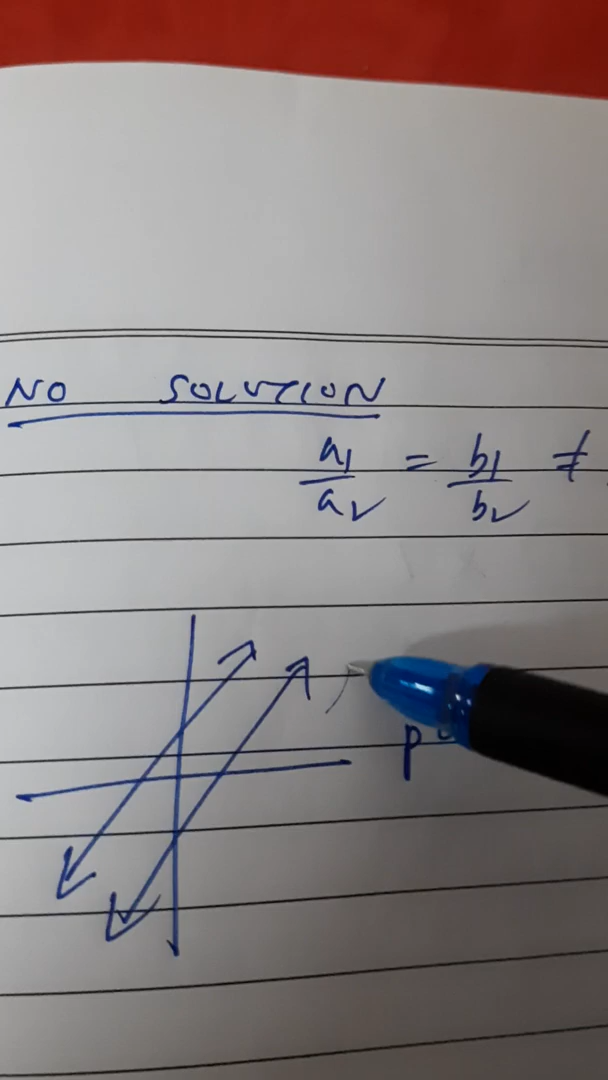 NO SOLUTION
a1/a2 = b1/b2 ≠
p